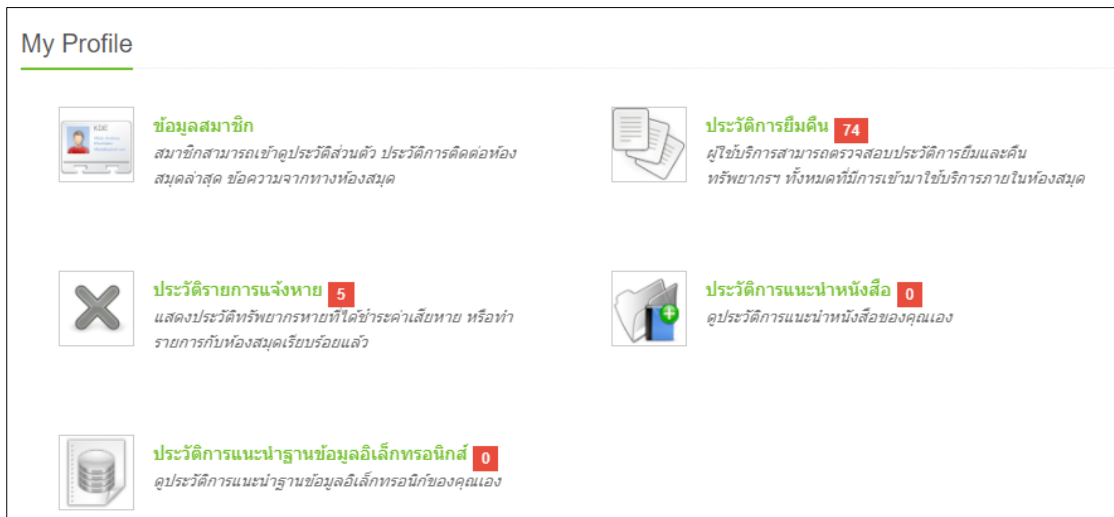 My Profile
ข้อมูลสมาชิก
สมาชิกสามารถเข้าดูประวัติส่วนตัว ประวัติการติดต่อห้อง
สมุดล่าสุด ข้อความจากทางห้องสมุด
ประวัติการยืมคืน 74
ผู้ใช้บริการสามารถตรวจสอบประวัติการยืมและคืน
ทรัพยากรฯ ทั้งหมดที่มีการเข้ามาใช้บริการภายในห้องสมุด
ประวัติรายการแจ้งหาย 5
แสดงประวัติทรัพยากรหายที่ได้ชำระค่าเสียหาย หรือทำ
รายการกับห้องสมุดเรียบร้อยแล้ว
ประวัติการแนะนำหนังสือ 0
ดูประวัติการแนะนำหนังสือของคุณเอง
ประวัติการแนะนำฐานข้อมูลอิเล็กทรอนิกส์ 0
ดูประวัติการแนะนำฐานข้อมูลอิเล็กทรอนิก์ของคุณเอง